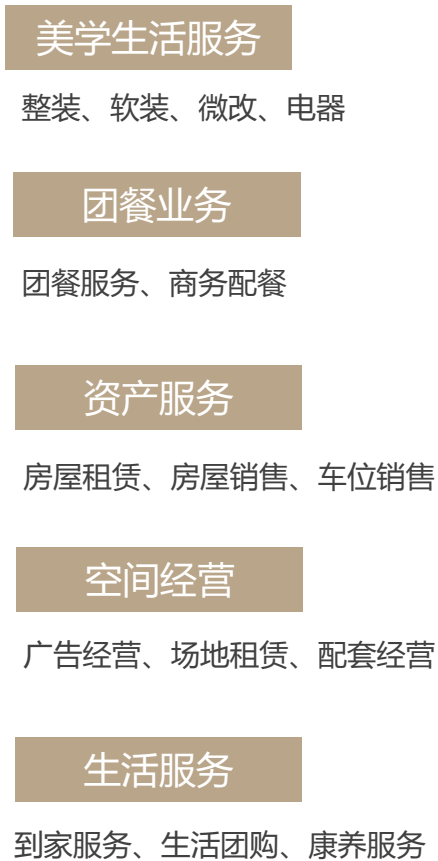 美学生活服务
整装、软装、微改、电器
团餐业务
团餐服务、商务配餐
资产服务
房屋租赁、房屋销售、车位销售
空间经营
广告经营、场地租赁、配套经营
生活服务
到家服务、生活团购、康养服务